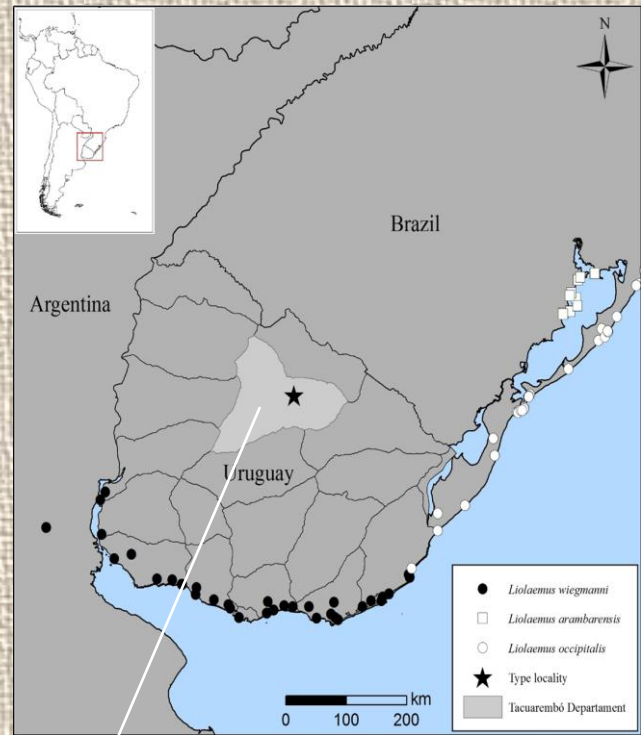 N
Brazil
Argentina
Uruguay
Liolaemus wiegmanni
Liolaemus arambarensis
Liolaemus occipitalis
Type locality
Tacuarembó Departament
km
0 100 200